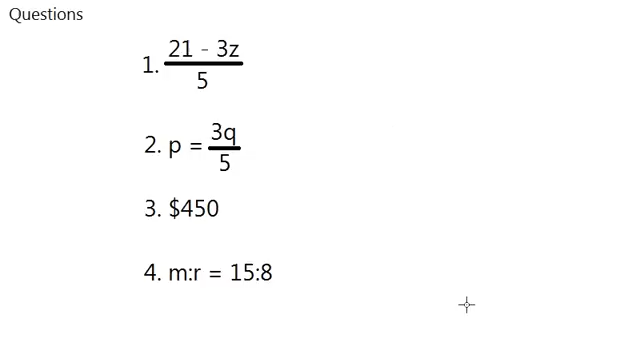 Questions
1. 21 - 3z
5
2. p = 3q
5
3. $450
4. m:r = 15:8